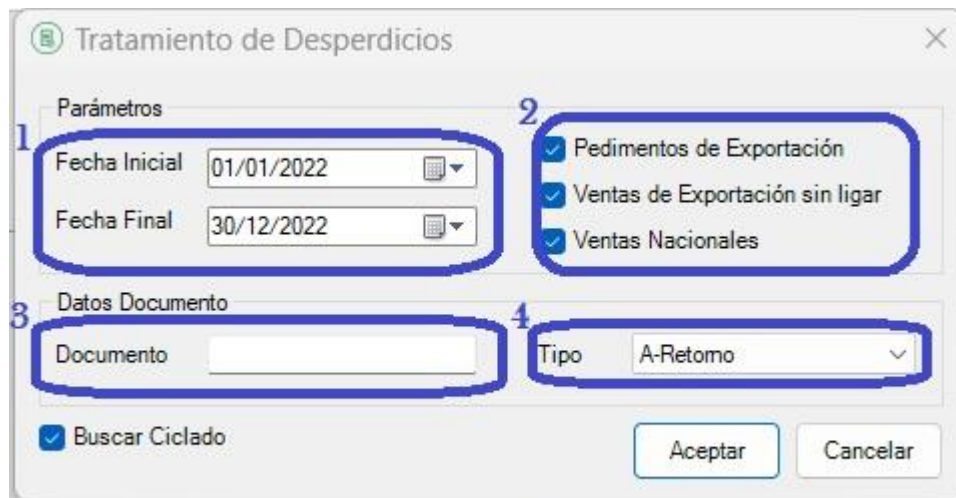 Tratamiento de Desperdicios
Parámetros
1
2
Fecha Inicial 01/01/2022
Fecha Final 30/12/2022
Pedimentos de Exportación
Ventas de Exportación sin ligar
Ventas Nacionales
Datos Documento
3
4
Documento
Tipo A-Retorno
Buscar Ciclado
Aceptar Cancelar